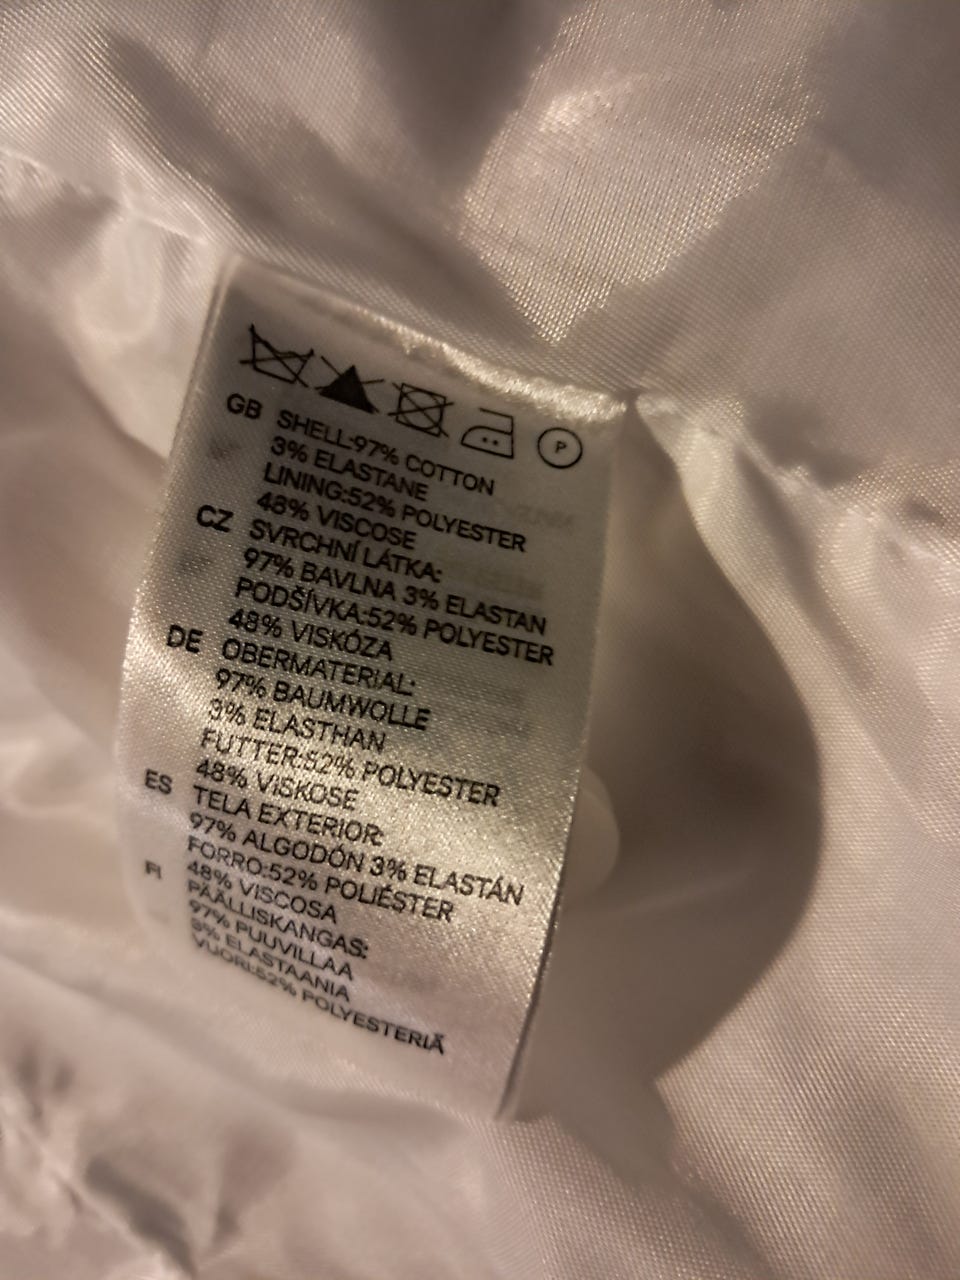 P
GB SHELL:97% COTTON
3% ELASTANE
LINING:52% POLYESTER
48% VISCOSE
CZ SVRCHNÍ LÁTKA:
97% BAVLNA 3% ELASTAN
PODŠÍVKA:52% POLYESTER
48% VISKÓZA
DE OBERMATERIAL:
97% BAUMWOLLE
3% ELASTHAN
FUTTER:52% POLYESTER
48% VISKOSE
ES TELA EXTERIOR:
97% ALGODÓN 3% ELASTÁN
FORRO:52% POLIÉSTER
48% VISCOSA
FI PÄÄLLISKANGAS:
97% PUUVILLAA
3% ELASTAANIA
VUORI:52% POLYESTERIÄ